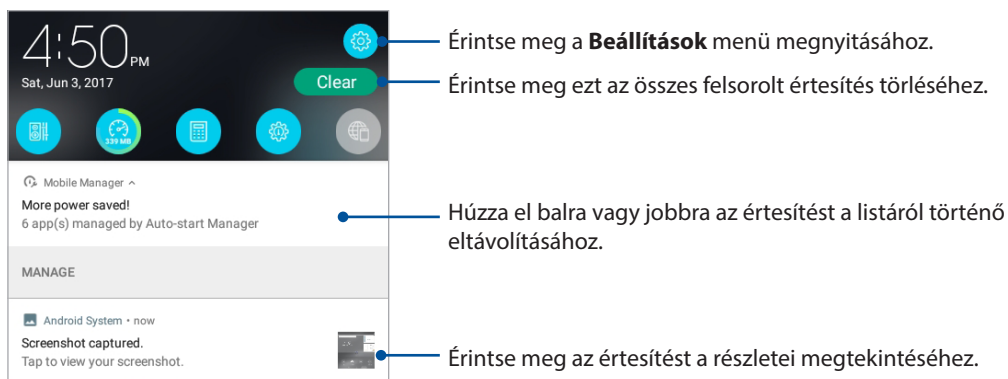 4:50 PM
Sat, Jun 3, 2017
Érintse meg a Beállítások menü megnyitásához.
Clear
Érintse meg ezt az összes felsorolt értesítés törléséhez.
339 MB
Mobile Manager
More power saved!
6 app(s) managed by Auto-start Manager
Húzza el balra vagy jobbra az értesítést a listáról történő
eltávolításához.
MANAGE
Android System • now
Screenshot captured.
Tap to view your screenshot.
Érintse meg az értesítést a részletei megtekintéséhez.